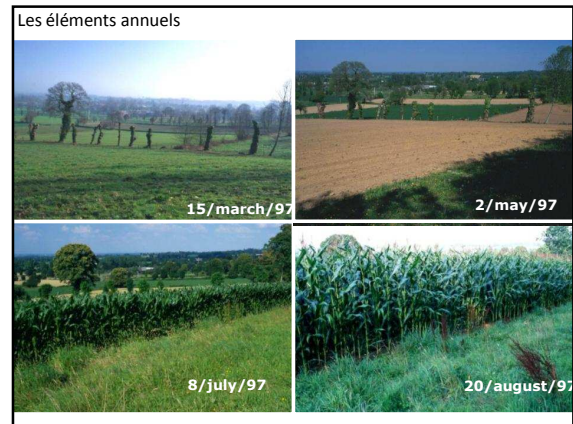 Les éléments annuels
15/march/97
2/may/97
8/july/97
20/august/97